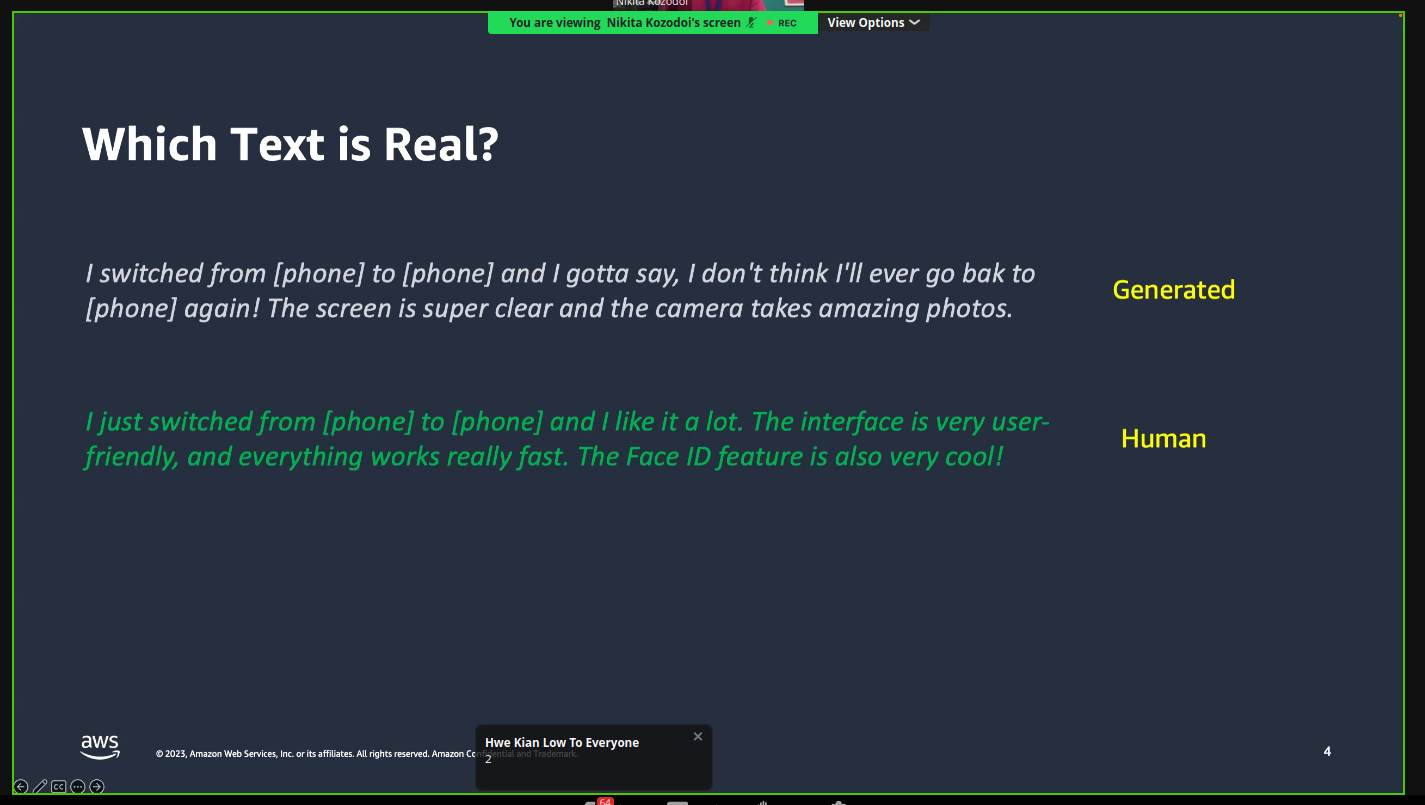 Nikita Kozodoi
You are viewing Nikita Kozodoi's screen REC View Options
Which Text is Real?
I switched from [phone] to [phone] and I gotta say, I don't think I'll ever go bak to
[phone] again! The screen is super clear and the camera takes amazing photos.
Generated
I just switched from [phone] to [phone] and I like it a lot. The interface is very user-
friendly, and everything works really fast. The Face ID feature is also very cool!
Human
Hwe Kian Low To Everyone
2
aws
© 2023, Amazon Web Services, Inc. or its affiliates. All rights reserved. Amazon Confidential and Trademark.
4
CC
64